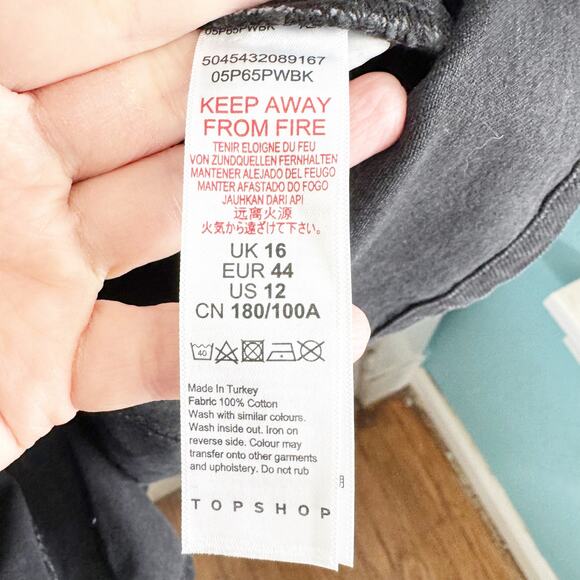 05P65PWBK
5045432089167
05P65PWBK
KEEP AWAY
FROM FIRE
TENIR ELOIGNE DU FEU
VON ZUNDQUELLEN FERNHALTEN
MANTENER ALEJADO DEL FEUGO
MANTER AFASTADO DO FOGO
JAUHKAN DARI API
远离火源
火気から遠ざけて下さい。
UK 16
EUR 44
US 12
CN 180/100A
40
Made In Turkey
Fabric 100% Cotton
Wash with similar colours.
Wash inside out. Iron on
reverse side. Colour may
transfer onto other garments
and upholstery. Do not rub
TOPSHOP